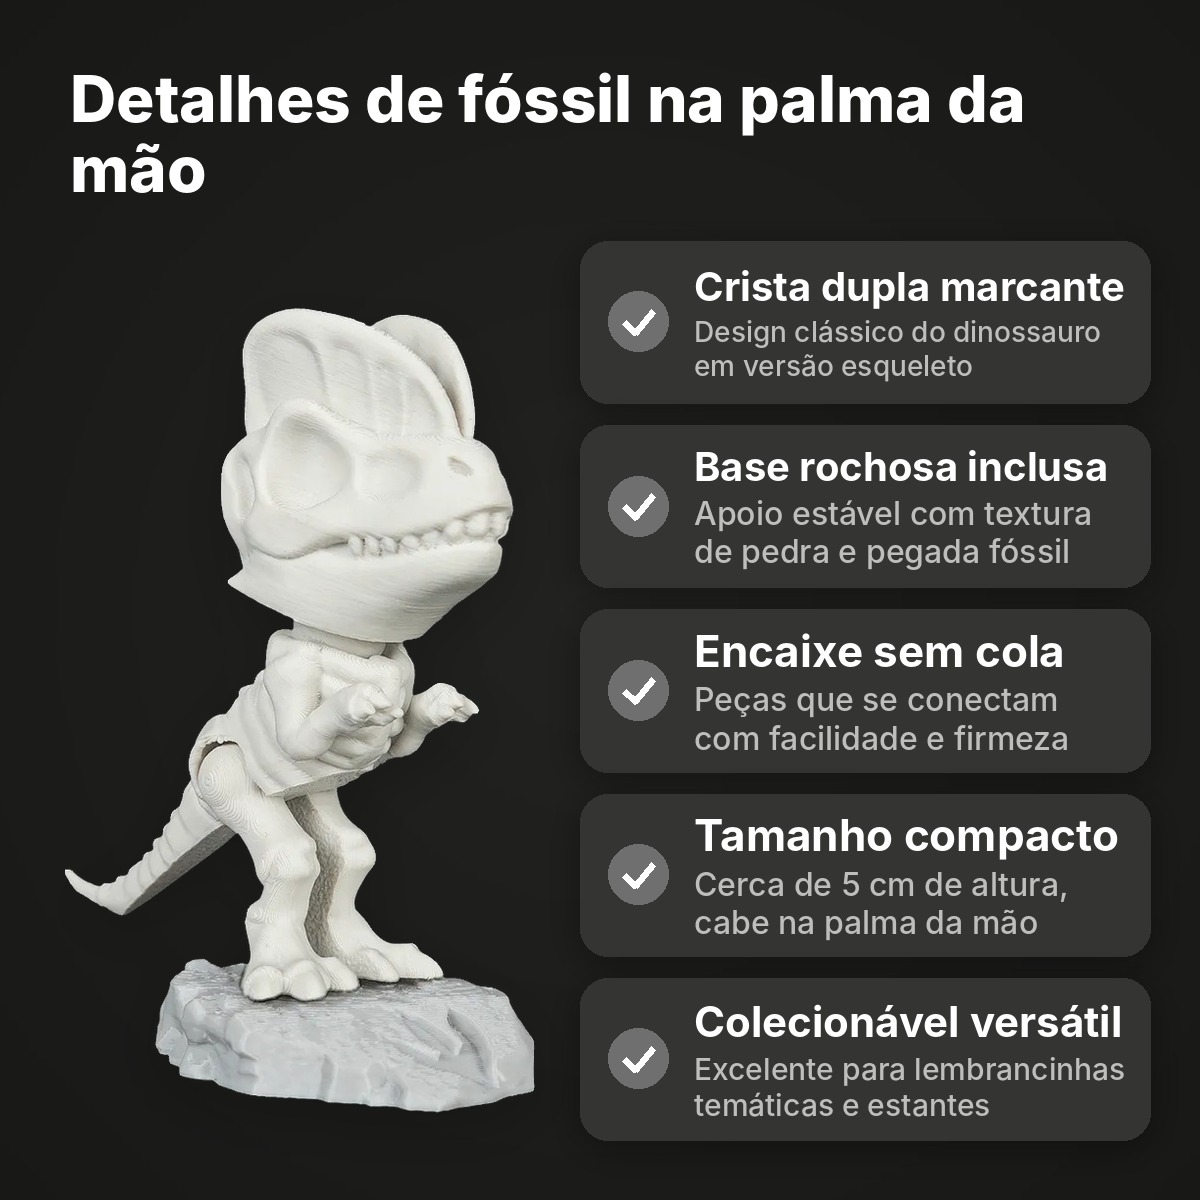 Detalhes de fóssil na palma da
mão
Crista dupla marcante
Design clássico do dinossauro
em versão esqueleto
Base rochosa inclusa
Apoio estável com textura
de pedra e pegada fóssil
Encaixe sem cola
Peças que se conectam
com facilidade e firmeza
Tamanho compacto
Cerca de 5 cm de altura,
cabe na palma da mão
Colecionável versátil
Excelente para lembrancinhas
temáticas e estantes